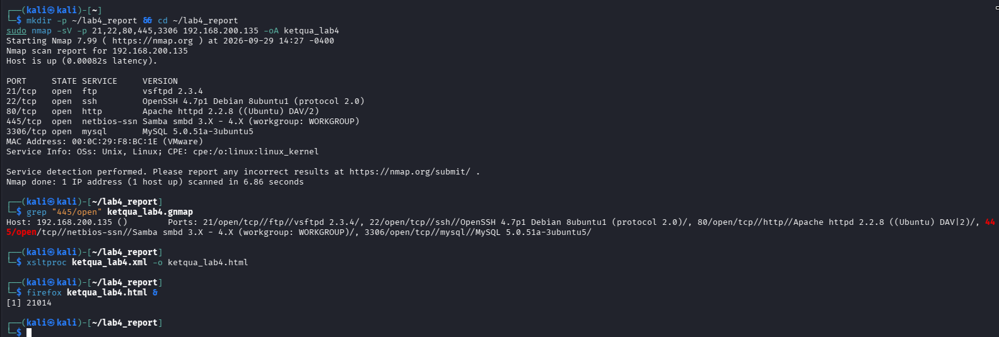 ┌──(kali㉿kali)-[~]
└─$ mkdir -p ~/lab4_report && cd ~/lab4_report
sudo nmap -sV -p 21,22,80,445,3306 192.168.200.135 -oA ketqua_lab4
Starting Nmap 7.99 ( https://nmap.org ) at 2026-09-29 14:27 -0400
Nmap scan report for 192.168.200.135
Host is up (0.00082s latency).

PORT     STATE SERVICE     VERSION
21/tcp   open  ftp         vsftpd 2.3.4
22/tcp   open  ssh         OpenSSH 4.7p1 Debian 8ubuntu1 (protocol 2.0)
80/tcp   open  http        Apache httpd 2.2.8 ((Ubuntu) DAV/2)
445/tcp  open  netbios-ssn Samba smbd 3.X - 4.X (workgroup: WORKGROUP)
3306/tcp open  mysql       MySQL 5.0.51a-3ubuntu5
MAC Address: 00:0C:29:F8:BC:1E (VMware)
Service Info: OSs: Unix, Linux; CPE: cpe:/o:linux:linux_kernel

Service detection performed. Please report any incorrect results at https://nmap.org/submit/ .
Nmap done: 1 IP address (1 host up) scanned in 6.86 seconds

┌──(kali㉿kali)-[~/lab4_report]
└─$ grep "445/open" ketqua_lab4.gnmap
Host: 192.168.200.135 ()        Ports: 21/open/tcp//ftp//vsftpd 2.3.4/, 22/open/tcp//ssh//OpenSSH 4.7p1 Debian 8ubuntu1 (protocol 2.0)/, 80/open/tcp//http//Apache httpd 2.2.8 ((Ubuntu) DAV|2)/, 44
5/open/tcp//netbios-ssn//Samba smbd 3.X - 4.X (workgroup: WORKGROUP)/, 3306/open/tcp//mysql//MySQL 5.0.51a-3ubuntu5/

┌──(kali㉿kali)-[~/lab4_report]
└─$ xsltproc ketqua_lab4.xml -o ketqua_lab4.html

┌──(kali㉿kali)-[~/lab4_report]
└─$ firefox ketqua_lab4.html &
[1] 21014

┌──(kali㉿kali)-[~/lab4_report]
└─$